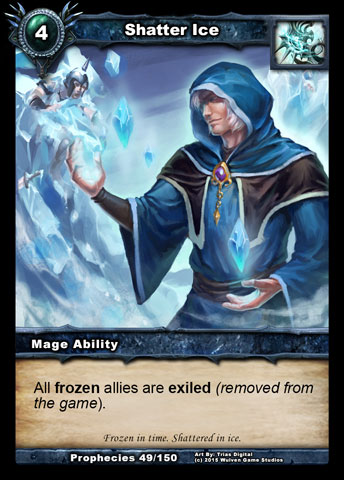 4
Shatter Ice
Mage Ability
All frozen allies are exiled (removed from
the game).
Frozen in time. Shattered in ice.
Prophecies 49/150
Art By: Trias Digital
(c) 2015 Wulven Game Studios